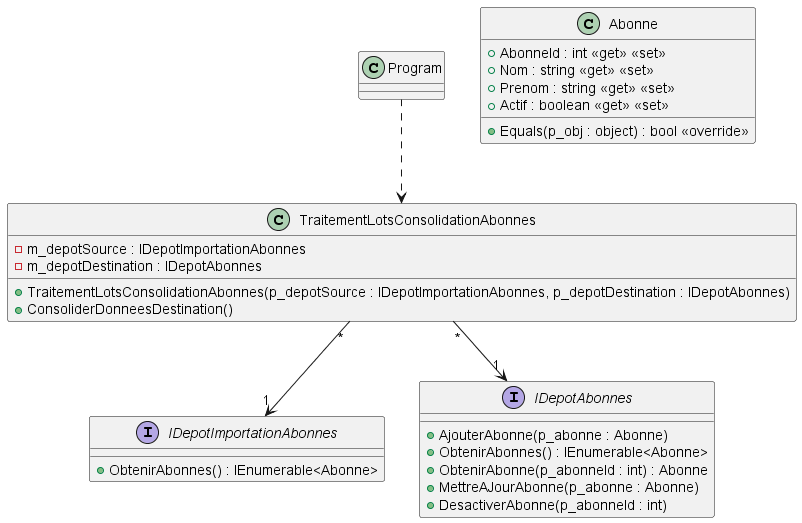 C Program
C Abonne
AbonneId : int «get» «set»
Nom : string «get» «set»
Prenom : string «get» «set»
Actif : boolean «get» «set»
Equals(p_obj : object) : bool «override»
C TraitementLotsConsolidationAbonnes
m_depotSource : IDepotImportationAbonnes
m_depotDestination : IDepotAbonnes
TraitementLotsConsolidationAbonnes(p_depotSource : IDepotImportationAbonnes, p_depotDestination : IDepotAbonnes)
ConsoliderDonneesDestination()
*
*
1
1
I IDepotImportationAbonnes
ObtenirAbonnes() : IEnumerable<Abonne>
I IDepotAbonnes
AjouterAbonne(p_abonne : Abonne)
ObtenirAbonnes() : IEnumerable<Abonne>
ObtenirAbonne(p_abonneId : int) : Abonne
MettreAJourAbonne(p_abonne : Abonne)
DesactiverAbonne(p_abonneId : int)